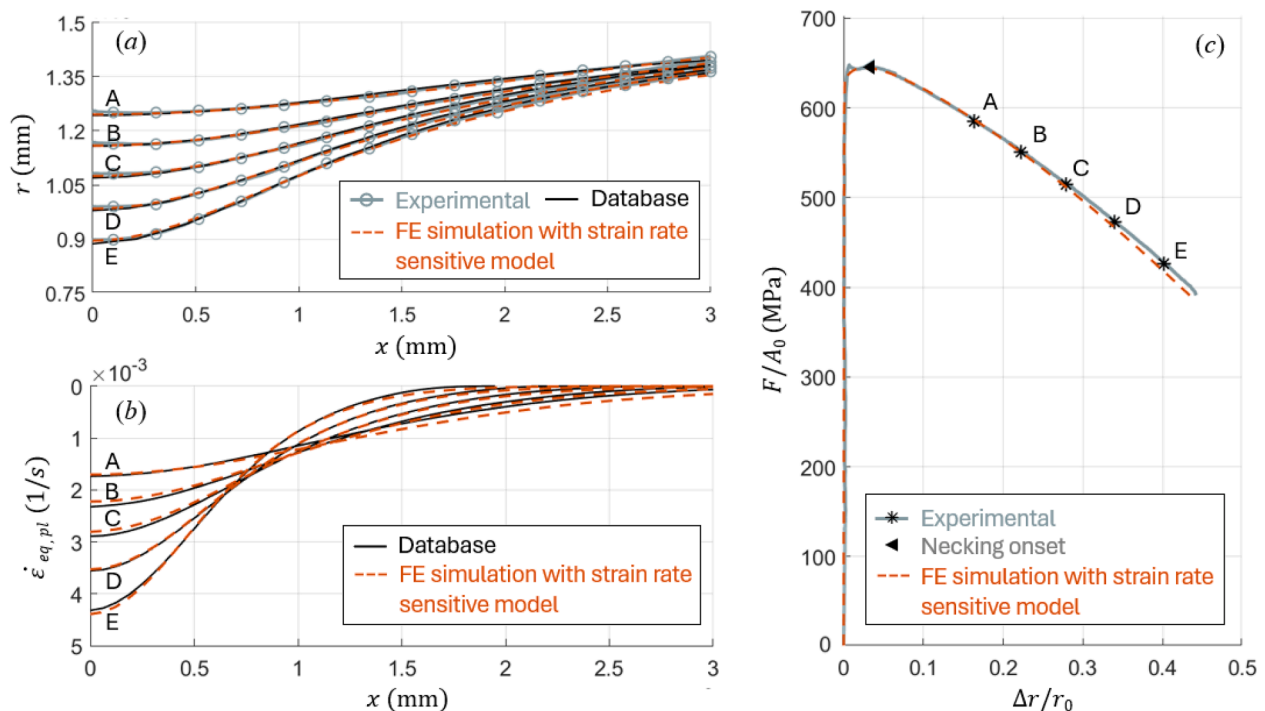 (a)
1.5
1.35
1.2
1.05
0.9
0.75
r (mm)
A
B
C
D
E
Experimental
Database
FE simulation with strain rate
sensitive model
0
0.5
1
1.5
2
2.5
3
x (mm)
×10⁻³
(b)
0
1
2
3
4
5
ε̇ eq,pl (1/s)
A
B
C
D
E
Database
FE simulation with strain rate
sensitive model
0
0.5
1
1.5
2
2.5
3
x (mm)
(c)
700
600
500
400
300
200
100
0
F/A₀ (MPa)
A
B
C
D
E
Experimental
Necking onset
FE simulation with strain rate
sensitive model
0
0.1
0.2
0.3
0.4
0.5
Δr/r₀